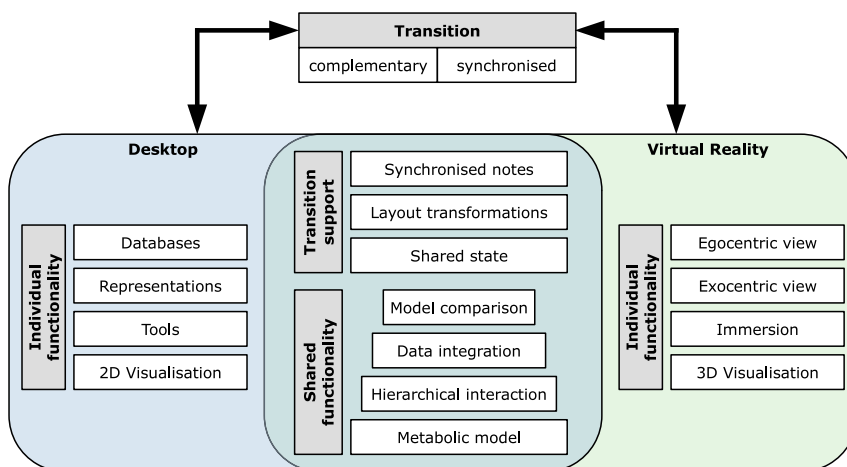 Transition
complementary
synchronised
Desktop
Virtual Reality
Individual
functionality
Databases
Representations
Tools
2D Visualisation
Transition
support
Synchronised notes
Layout transformations
Shared state
Shared
functionality
Model comparison
Data integration
Hierarchical interaction
Metabolic model
Individual
functionality
Egocentric view
Exocentric view
Immersion
3D Visualisation